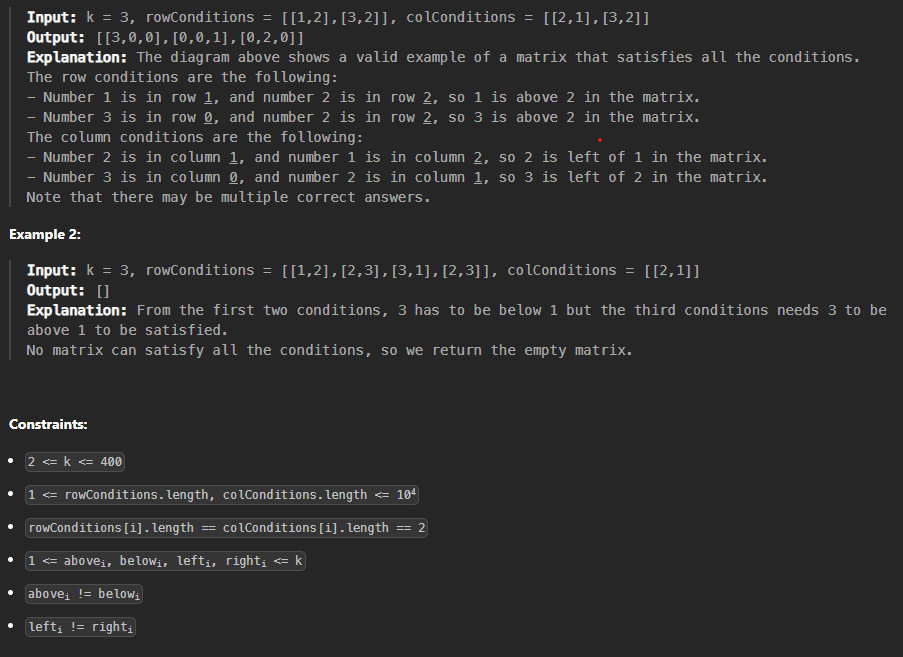 Input: k = 3, rowConditions = [[1,2],[3,2]], colConditions = [[2,1],[3,2]]
Output: [[3,0,0],[0,0,1],[0,2,0]]
Explanation: The diagram above shows a valid example of a matrix that satisfies all the conditions.
The row conditions are the following:
- Number 1 is in row 1, and number 2 is in row 2, so 1 is above 2 in the matrix.
- Number 3 is in row 0, and number 2 is in row 2, so 3 is above 2 in the matrix.
The column conditions are the following:
- Number 2 is in column 1, and number 1 is in column 2, so 2 is left of 1 in the matrix.
- Number 3 is in column 0, and number 2 is in column 1, so 3 is left of 2 in the matrix.
Note that there may be multiple correct answers.
Example 2:
Input: k = 3, rowConditions = [[1,2],[2,3],[3,1],[2,3]], colConditions = [[2,1]]
Output: []
Explanation: From the first two conditions, 3 has to be below 1 but the third conditions needs 3 to be
above 1 to be satisfied.
No matrix can satisfy all the conditions, so we return the empty matrix.
Constraints:
• 2 <= k <= 400
• 1 <= rowConditions.length, colConditions.length <= 10⁴
• rowConditions[i].length == colConditions[i].length == 2
• 1 <= aboveᵢ, belowᵢ, leftᵢ, rightᵢ <= k
• aboveᵢ != belowᵢ
• leftᵢ != rightᵢ